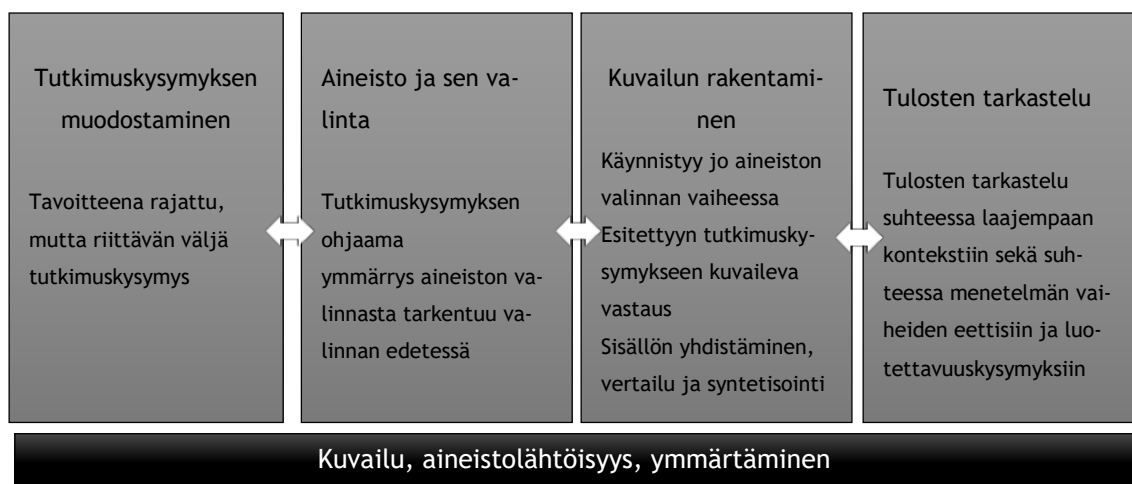 Tutkimuskysymyksen
muodostaminen
Tavoitteena rajattu,
mutta riittävän väljä
tutkimuskysymys
Aineisto ja sen va-
linta
Tutkimuskysymyksen
ohjaama
ymmärrys aineiston va-
linnasta tarkentuu va-
linnan edetessä
Kuvailun rakentami-
nen
Käynnistyy jo aineiston
valinnan vaiheessa
Esitettyyn tutkimusky-
symykseen kuvaileva
vastaus
Sisällön yhdistäminen,
vertailu ja syntetisointi
Tulosten tarkastelu
Tulosten tarkastelu
suhteessa laajempaan
kontekstiin sekä suh-
teessa menetelmän vai-
heiden eettisiin ja luo-
tettavuuskysymyksiin
Kuvailu, aineistolähtöisyys, ymmärtäminen